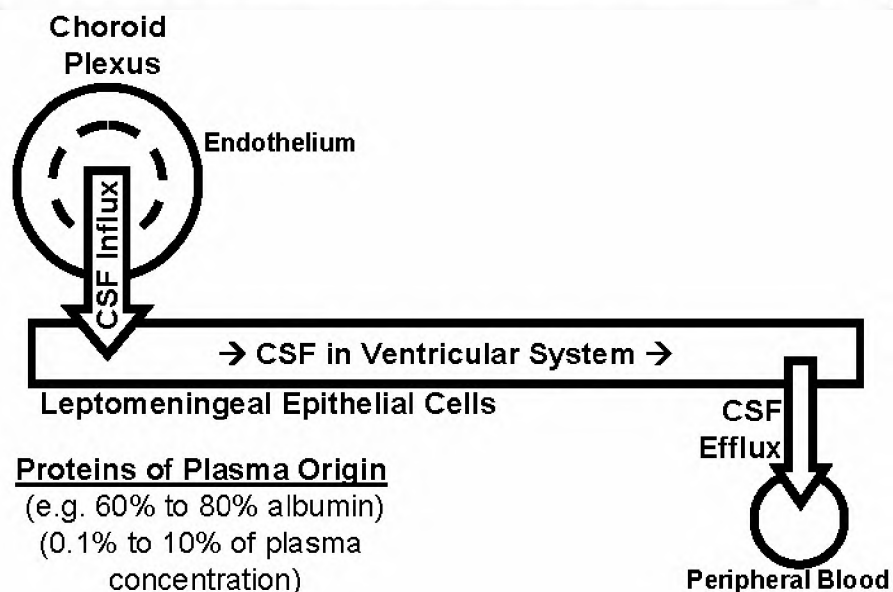 Choroid
Plexus
Endothelium
CSF Influx
→ CSF in Ventricular System →
Leptomeningeal Epithelial Cells
CSF
Efflux
Proteins of Plasma Origin
(e.g. 60% to 80% albumin)
(0.1% to 10% of plasma
concentration)
Peripheral Blood